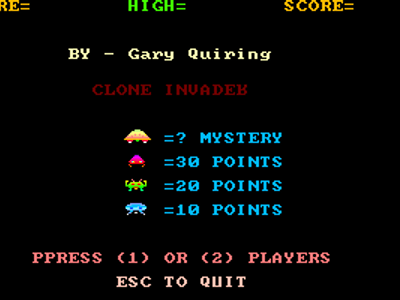 RE= HIGH= SCORE=
BY - Gary Quiring
CLONE INVADER
=? MYSTERY
=30 POINTS
=20 POINTS
=10 POINTS
PPRESS (1) OR (2) PLAYERS
ESC TO QUIT